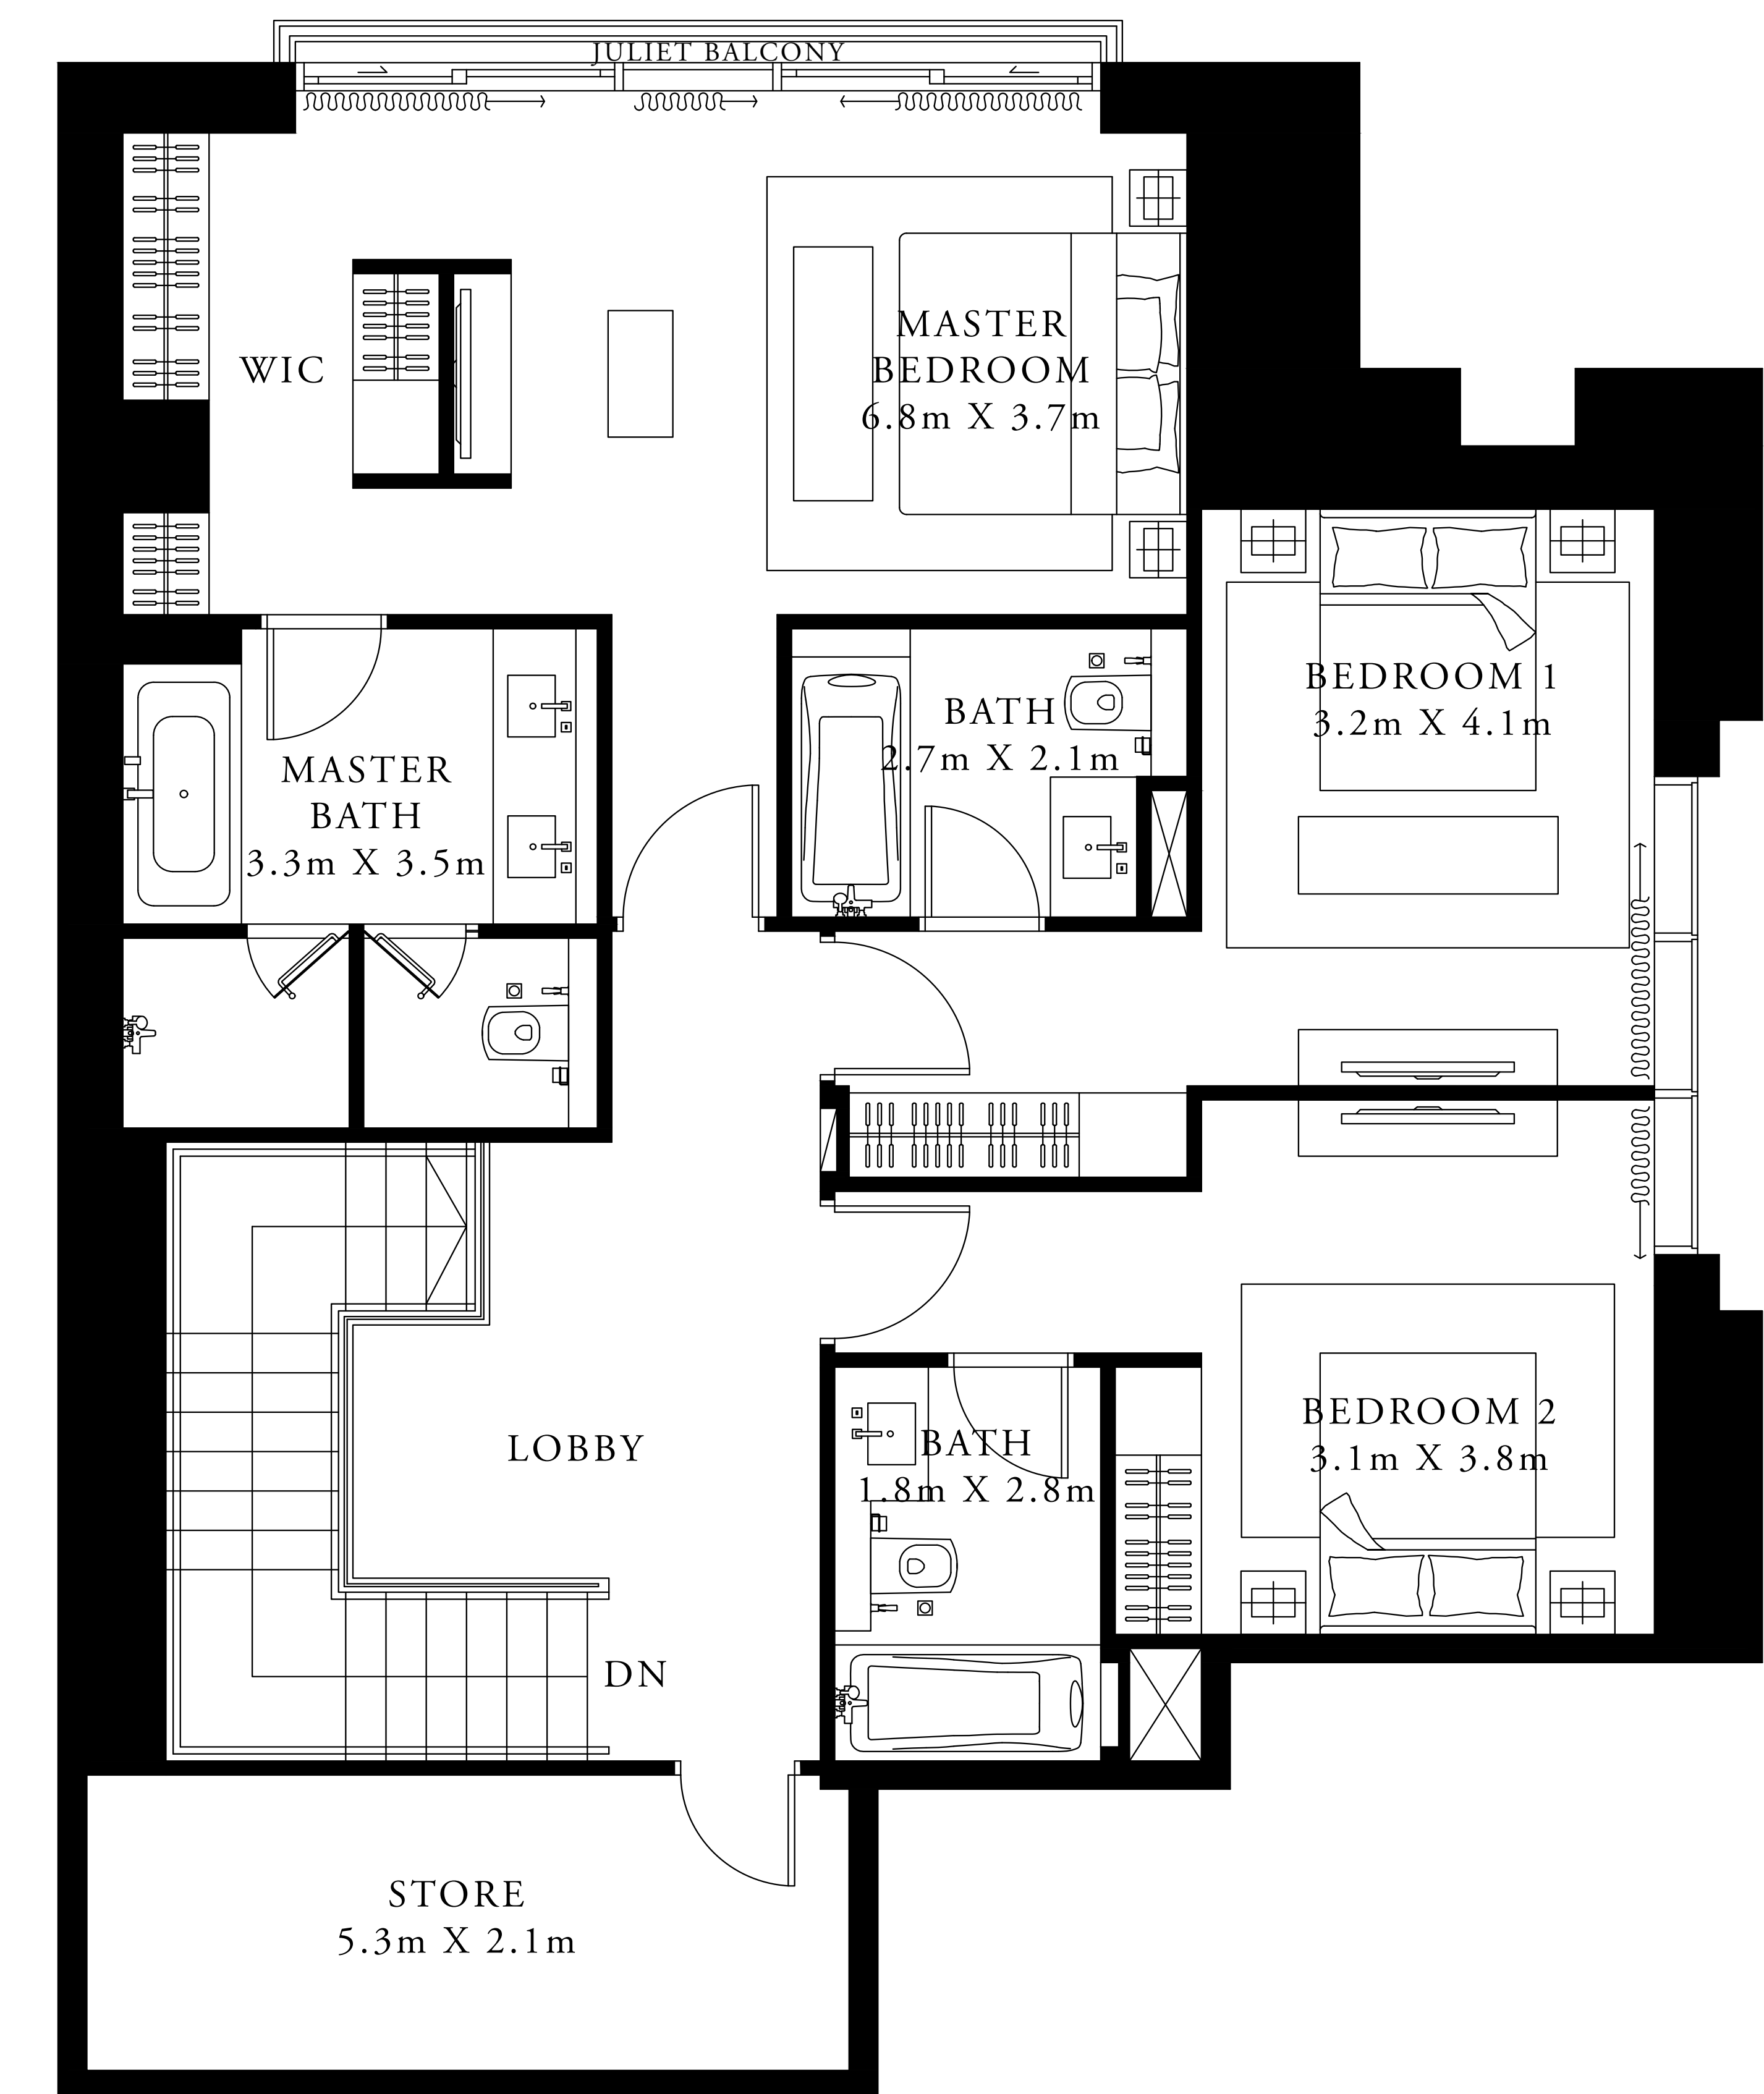 JULIET BALCONY
WIC
MASTER
BEDROOM
6.8m X 3.7m
BEDROOM 1
3.2m X 4.1m
BATH
2.7m X 2.1m
MASTER
BATH
3.3m X 3.5m
LOBBY
BATH
1.8m X 2.8m
BEDROOM 2
3.1m X 3.8m
DN
STORE
5.3m X 2.1m